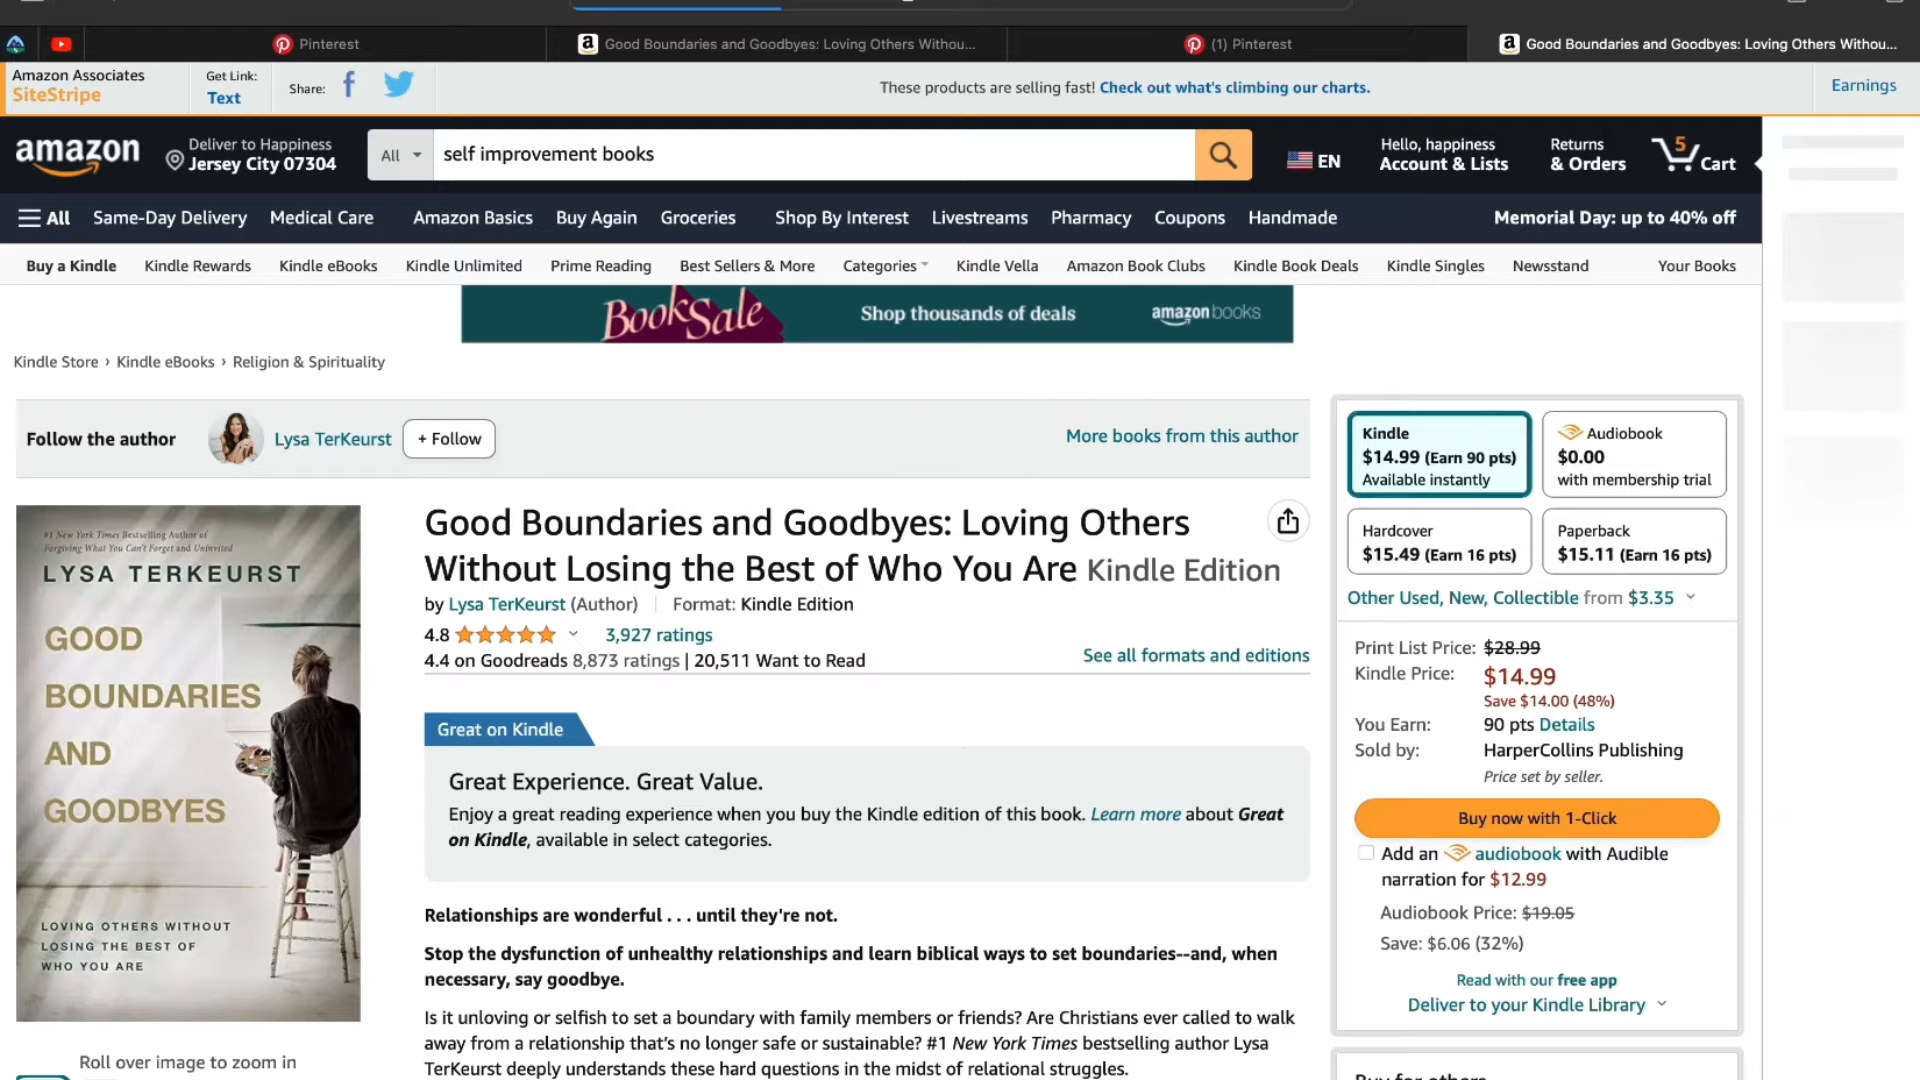 Pinterest
Good Boundaries and Goodbyes: Loving Others Withou...
(1) Pinterest
Good Boundaries and Goodbyes: Loving Others Withou...
Amazon Associates
SiteStripe
Get Link:
Text
Share:
These products are selling fast! Check out what's climbing our charts.
Earnings
amazon
Deliver to Happiness
Jersey City 07304
All
self improvement books
EN
Hello, happiness
Account & Lists
Returns
& Orders
5
Cart
All
Same-Day Delivery
Medical Care
Amazon Basics
Buy Again
Groceries
Shop By Interest
Livestreams
Pharmacy
Coupons
Handmade
Memorial Day: up to 40% off
Buy a Kindle
Kindle Rewards
Kindle eBooks
Kindle Unlimited
Prime Reading
Best Sellers & More
Categories
Kindle Vella
Amazon Book Clubs
Kindle Book Deals
Kindle Singles
Newsstand
Your Books
BookSale
Shop thousands of deals
amazon books
Kindle Store › Kindle eBooks › Religion & Spirituality
Follow the author
Lysa TerKeurst
+ Follow
More books from this author
#1 New York Times Bestselling Author of
Forgiving What You Can't Forget and Uninvited
LYSA TERKEURST
GOOD
BOUNDARIES
AND
GOODBYES
LOVING OTHERS WITHOUT
LOSING THE BEST OF
WHO YOU ARE
Roll over image to zoom in
Good Boundaries and Goodbyes: Loving Others
Without Losing the Best of Who You Are Kindle Edition
by Lysa TerKeurst (Author)
Format: Kindle Edition
4.8
3,927 ratings
4.4 on Goodreads 8,873 ratings | 20,511 Want to Read
See all formats and editions
Great on Kindle
Great Experience. Great Value.
Enjoy a great reading experience when you buy the Kindle edition of this book. Learn more about Great
on Kindle, available in select categories.
Relationships are wonderful . . . until they're not.
Stop the dysfunction of unhealthy relationships and learn biblical ways to set boundaries--and, when
necessary, say goodbye.
Is it unloving or selfish to set a boundary with family members or friends? Are Christians ever called to walk
away from a relationship that's no longer safe or sustainable? #1 New York Times bestselling author Lysa
TerKeurst deeply understands these hard questions in the midst of relational struggles.
Kindle
$14.99 (Earn 90 pts)
Available instantly
Audiobook
$0.00
with membership trial
Hardcover
$15.49 (Earn 16 pts)
Paperback
$15.11 (Earn 16 pts)
Other Used, New, Collectible from $3.35
Print List Price: $28.99
Kindle Price: $14.99
Save $14.00 (48%)
You Earn: 90 pts Details
Sold by: HarperCollins Publishing
Price set by seller.
Buy now with 1-Click
Add an audiobook with Audible
narration for $12.99
Audiobook Price: $19.05
Save: $6.06 (32%)
Read with our free app
Deliver to your Kindle Library
Buy for others